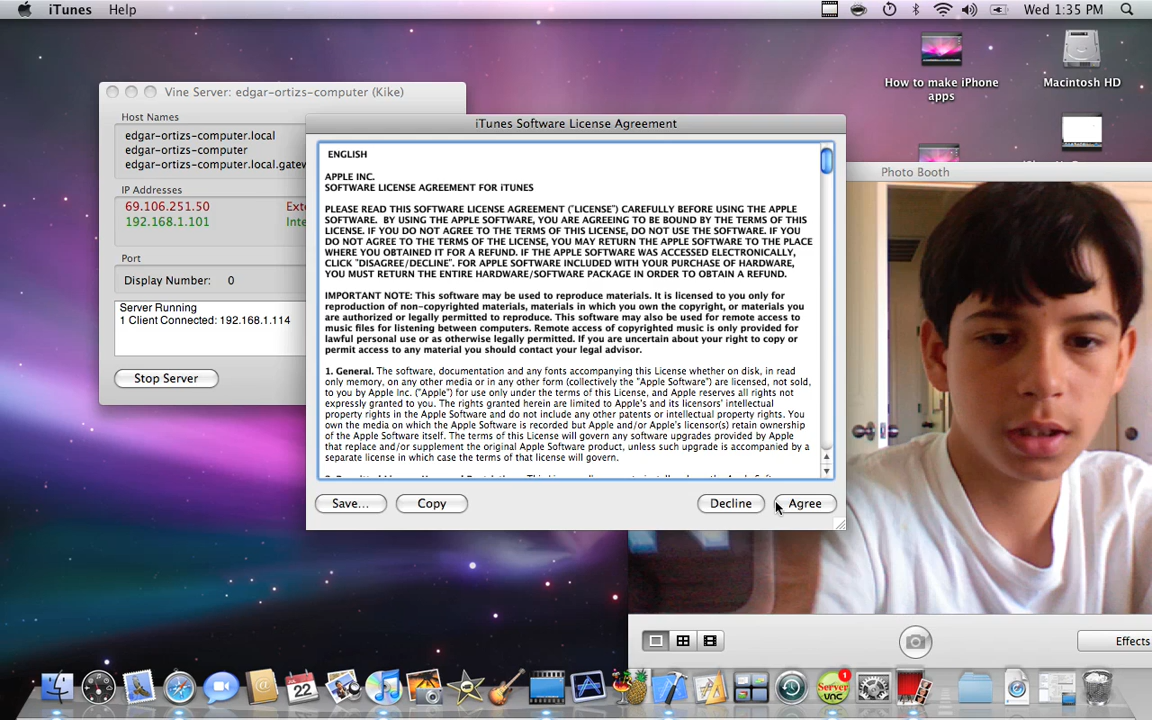 iTunes
Help
Wed 1:35 PM
How to make iPhone
apps
Macintosh HD
Vine Server: edgar-ortizs-computer (Kike)
Host Names
edgar-ortizs-computer.local
edgar-ortizs-computer
edgar-ortizs-computer.local.gatew
IP Addresses
69.106.251.50
192.168.1.101
Port
Display Number: 0
Server Running
1 Client Connected: 192.168.1.114
Stop Server
iTunes Software License Agreement
ENGLISH
APPLE INC.
SOFTWARE LICENSE AGREEMENT FOR iTUNES
PLEASE READ THIS SOFTWARE LICENSE AGREEMENT ("LICENSE") CAREFULLY BEFORE USING THE APPLE
SOFTWARE. BY USING THE APPLE SOFTWARE, YOU ARE AGREEING TO BE BOUND BY THE TERMS OF THIS
LICENSE. IF YOU DO NOT AGREE TO THE TERMS OF THIS LICENSE, DO NOT USE THE SOFTWARE. IF YOU
DO NOT AGREE TO THE TERMS OF THE LICENSE, YOU MAY RETURN THE APPLE SOFTWARE TO THE PLACE
WHERE YOU OBTAINED IT FOR A REFUND. IF THE APPLE SOFTWARE WAS ACCESSED ELECTRONICALLY,
CLICK "DISAGREE/DECLINE". FOR APPLE SOFTWARE INCLUDED WITH YOUR PURCHASE OF HARDWARE,
YOU MUST RETURN THE ENTIRE HARDWARE/SOFTWARE PACKAGE IN ORDER TO OBTAIN A REFUND.
IMPORTANT NOTE: This software may be used to reproduce materials. It is licensed to you only for
reproduction of non-copyrighted materials, materials in which you own the copyright, or materials you
are authorized or legally permitted to reproduce. This software may also be used for remote access to
music files for listening between computers. Remote access of copyrighted music is only provided for
lawful personal use or as otherwise legally permitted. If you are uncertain about your right to copy or
permit access to any material you should contact your legal advisor.
1. General. The software, documentation and any fonts accompanying this License whether on disk, in read
only memory, on any other media or in any other form (collectively the "Apple Software") are licensed, not sold,
to you by Apple Inc. ("Apple") for use only under the terms of this License, and Apple reserves all rights not
expressly granted to you. The rights granted herein are limited to Apple's and its licensors' intellectual
property rights in the Apple Software and do not include any other patents or intellectual property rights. You
own the media on which the Apple Software is recorded but Apple and/or Apple's licensor(s) retain ownership
of the Apple Software itself. The terms of this License will govern any software upgrades provided by Apple
that replace and/or supplement the original Apple Software product, unless such upgrade is accompanied by a
separate license in which case the terms of that license will govern.
Save...
Copy
Decline
Agree
Photo Booth
Effects
JUL
22
Server
vnc
1